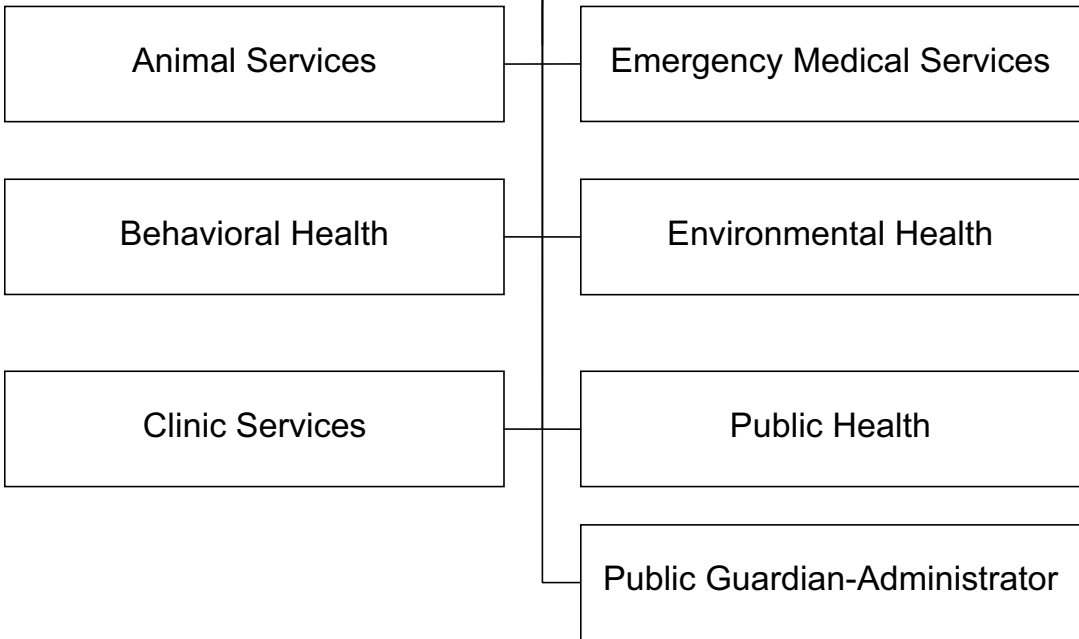 Animal Services
Emergency Medical Services
Behavioral Health
Environmental Health
Clinic Services
Public Health
Public Guardian-Administrator